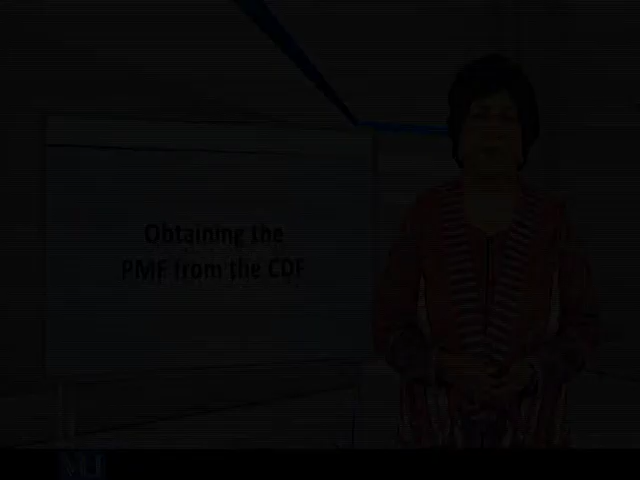 Obtaining the
PMF from the CDF